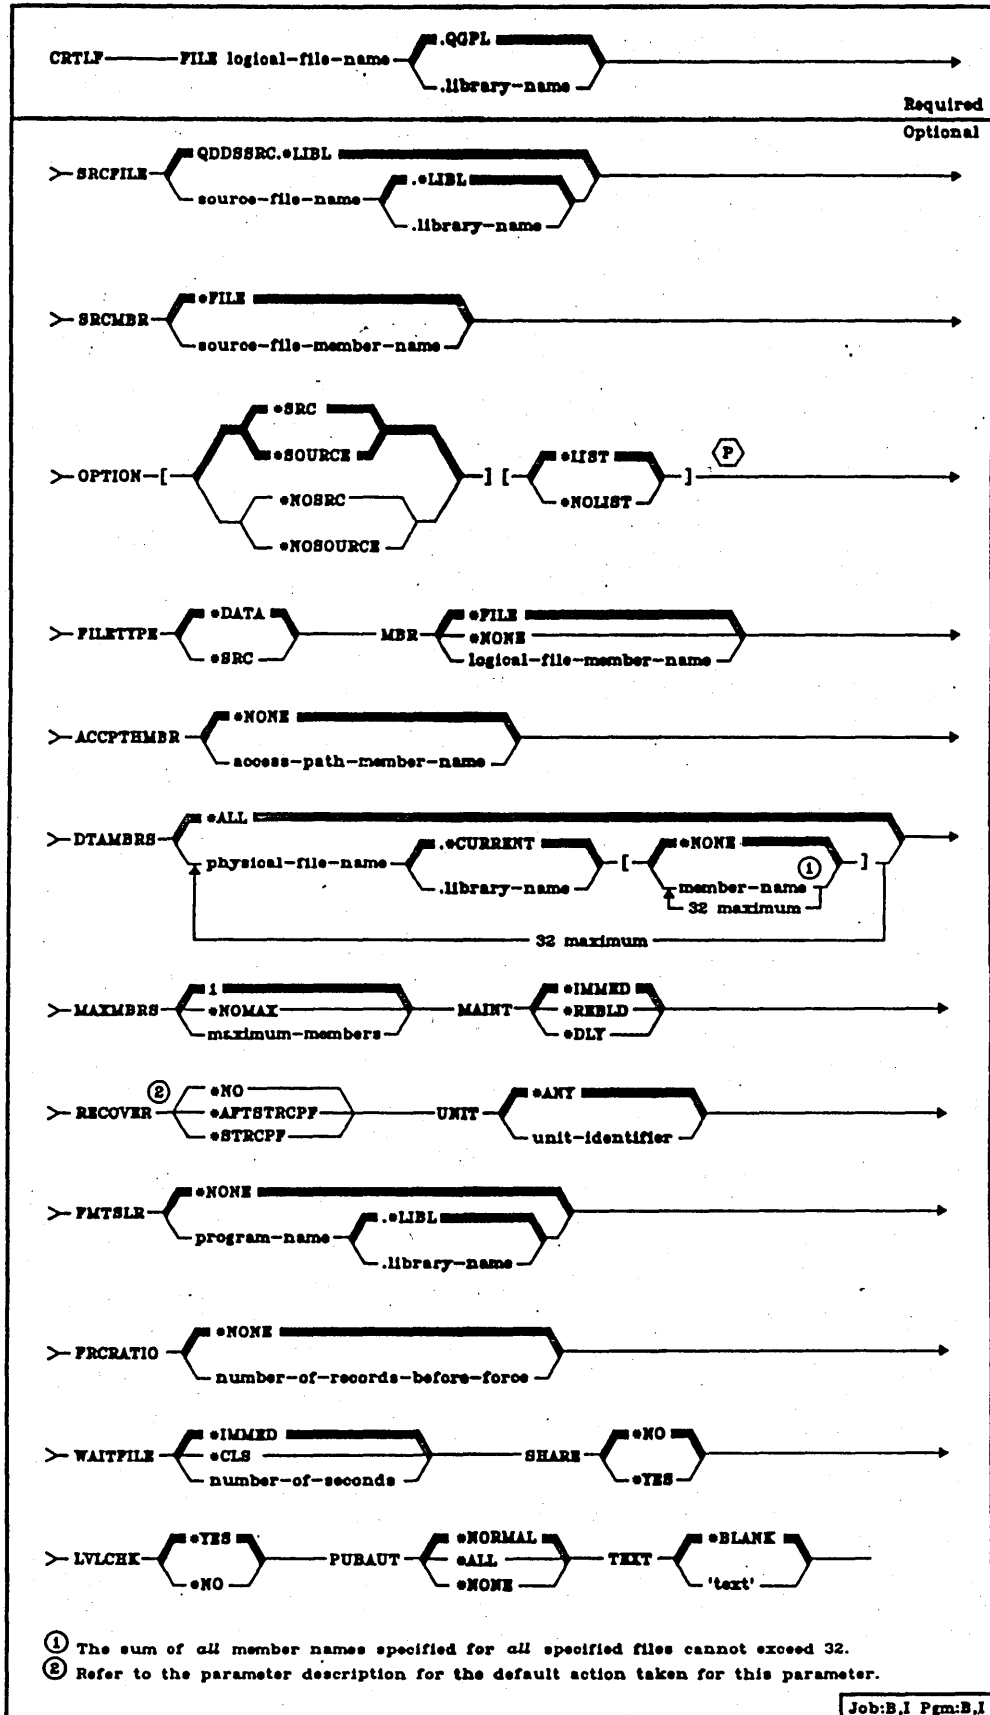 .QGPL
CRTLF FILE logical-file-name
.library-name
Required
Optional
QDDSSRC.*LIBL
SRCFILE
.*LIBL
source-file-name
.library-name
*FILE
SRCMBR
source-file-member-name
*SRC
*SOURCE
*LIST
P
OPTION [ ] [ ]
*NOSRC
*NOLIST
*NOSOURCE
*DATA *FILE
FILETYPE MBR *NONE
*SRC logical-file-member-name
*NONE
ACCPTHMBR
access-path-member-name
*ALL
DTAMBRS
.*CURRENT *NONE
physical-file-name [ 1 ]
.library-name member-name
32 maximum
32 maximum
1 *IMMED
MAXMBRS *NOMAX MAINT *REBLD
maximum-members *DLY
2 *NO *ANY
RECOVER *AFTSTRCPF UNIT
*STRCPF unit-identifier
*NONE
FMTSLR
.*LIBL
program-name
.library-name
*NONE
FRCRATIO
number-of-records-before-force
*IMMED *NO
WAITFILE *CLS SHARE
number-of-seconds *YES
*YES *NORMAL *BLANK
LVLCHK PUBAUT *ALL TEXT
*NO *NONE 'text'
1 The sum of all member names specified for all specified files cannot exceed 32.
2 Refer to the parameter description for the default action taken for this parameter.
Job:B,I Pgm:B,I